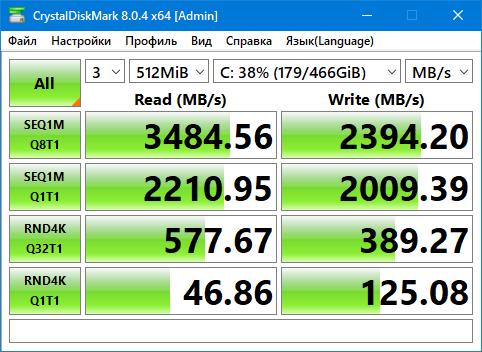 CrystalDiskMark 8.0.4 x64 [Admin]
Файл Настройки Профиль Вид Справка Язык(Language)
All 3 512MiB C: 38% (179/466GiB) MB/s
Read (MB/s) Write (MB/s)
SEQ1M Q8T1 3484.56 2394.20
SEQ1M Q1T1 2210.95 2009.39
RND4K Q32T1 577.67 389.27
RND4K Q1T1 46.86 125.08